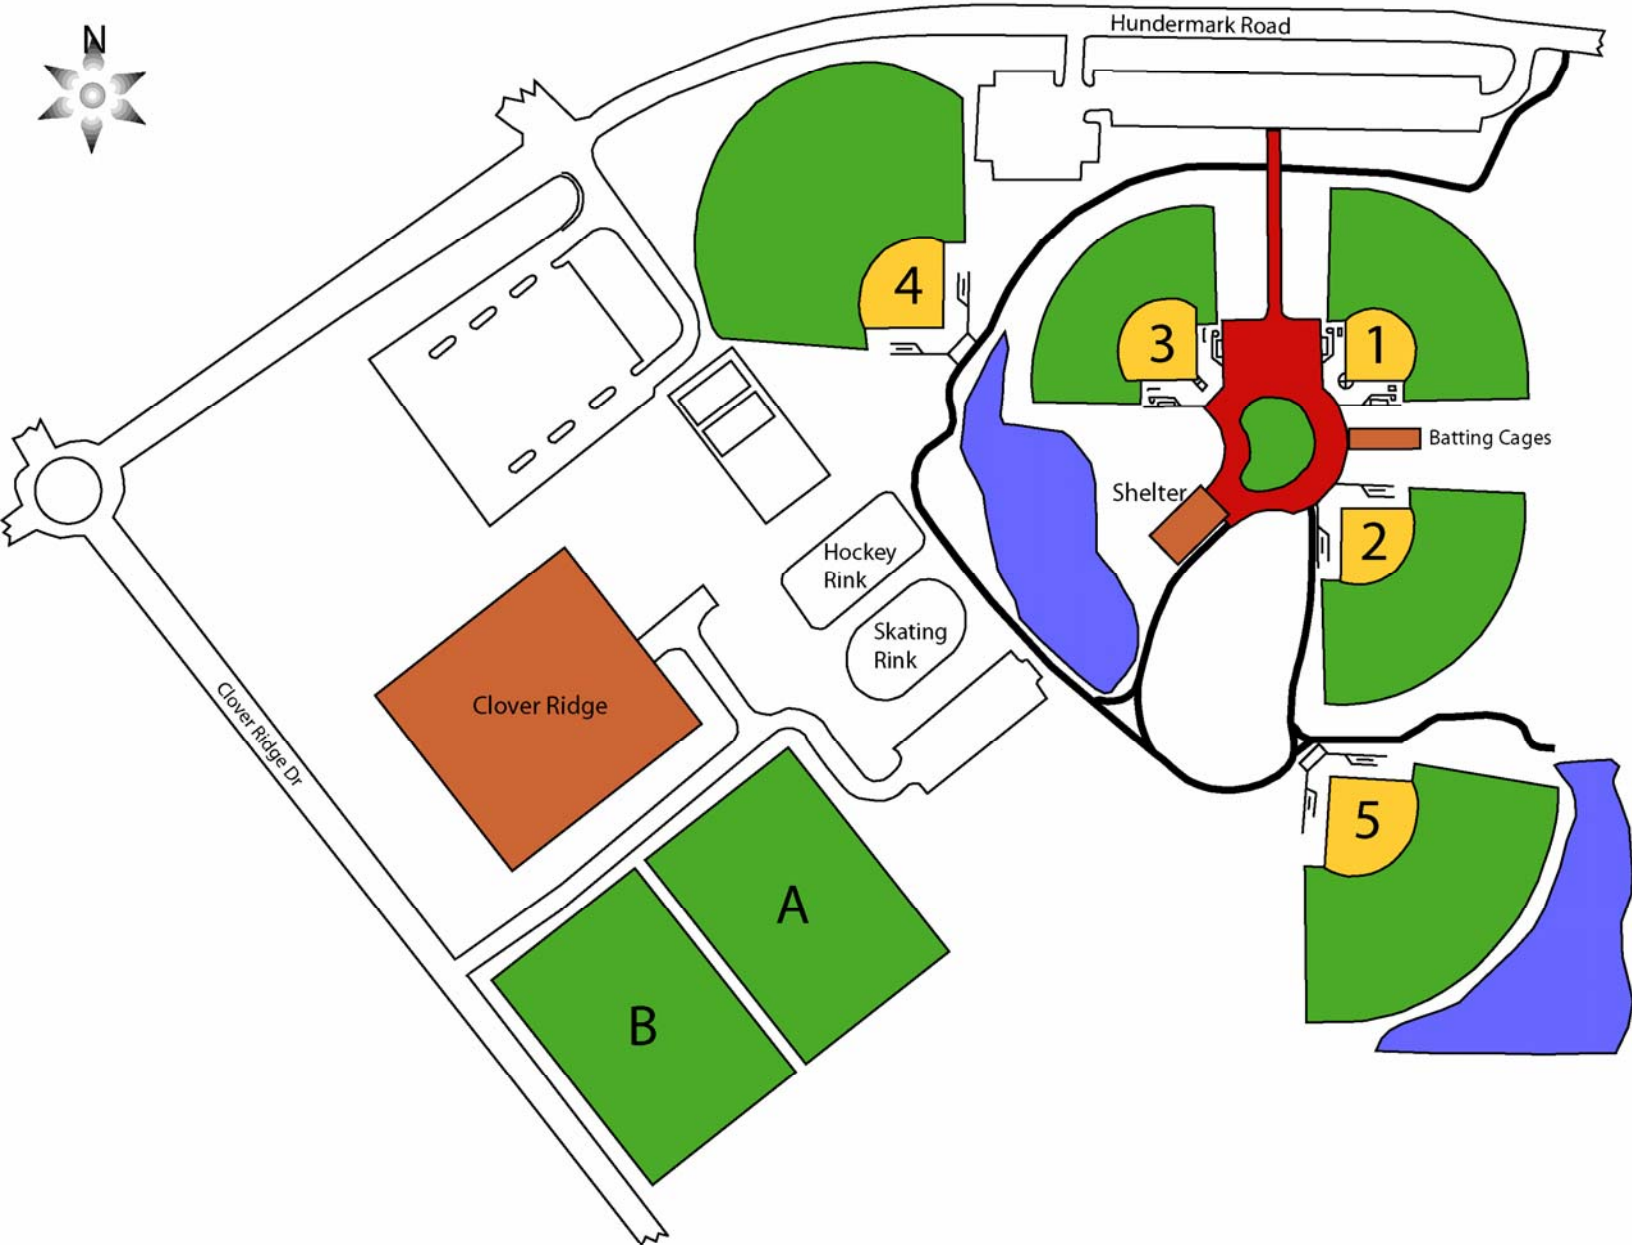 Hundermark Road
N
4
3
1
Batting Cages
Shelter
2
Hockey
Rink
Skating
Rink
Clover Ridge
Clover Ridge Dr
5
A
B